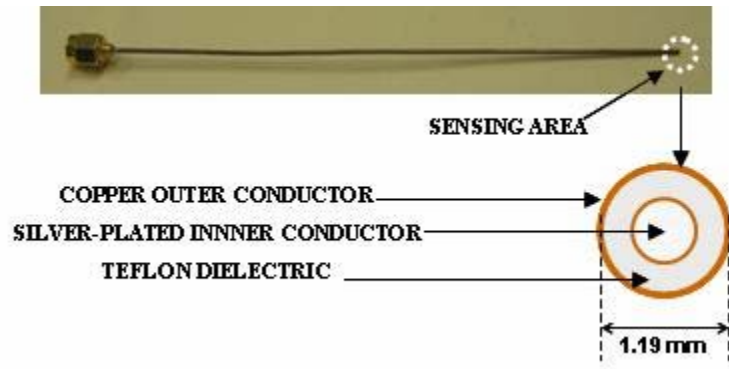 SENSING AREA
COPPER OUTER CONDUCTOR
SILVER-PLATED INNNER CONDUCTOR
TEFLON DIELECTRIC
1.19 mm